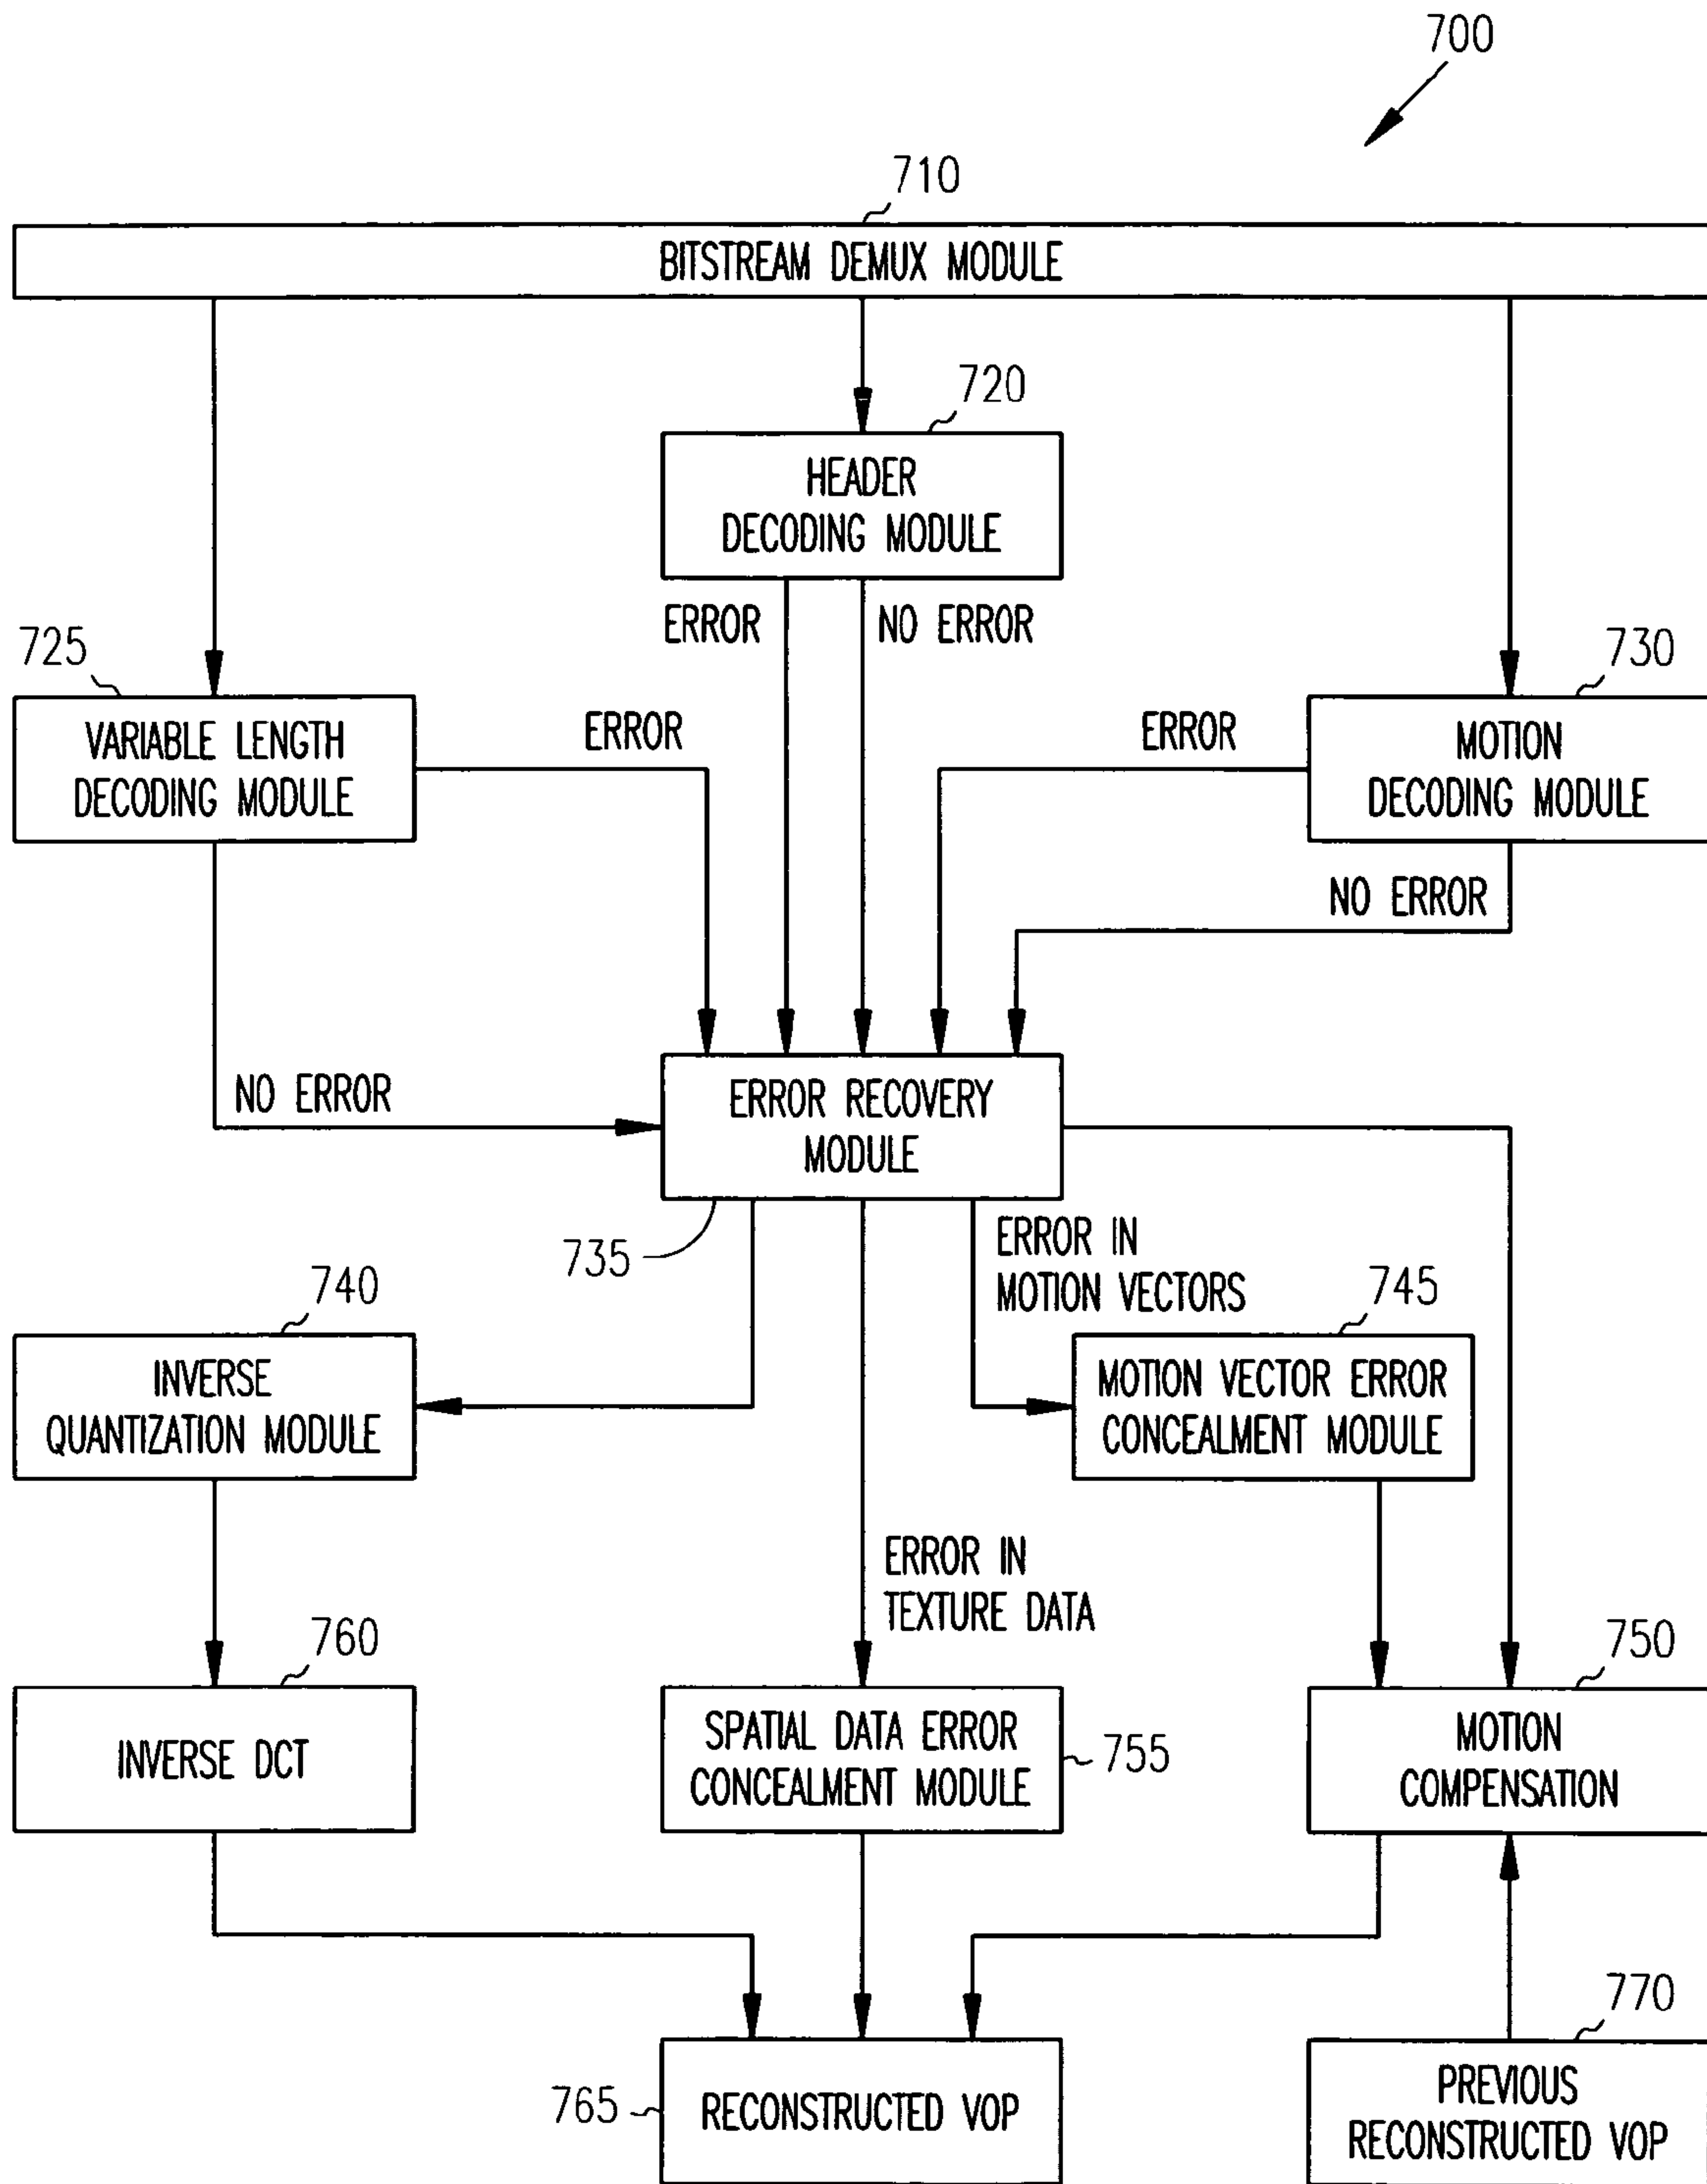 700
710
BITSTREAM DEMUX MODULE
720
HEADER
DECODING MODULE
ERROR
NO ERROR
725
VARIABLE LENGTH
DECODING MODULE
ERROR
730
MOTION
DECODING MODULE
ERROR
NO ERROR
NO ERROR
ERROR RECOVERY
MODULE
735
ERROR IN
MOTION VECTORS
740
INVERSE
QUANTIZATION MODULE
745
MOTION VECTOR ERROR
CONCEALMENT MODULE
ERROR IN
TEXTURE DATA
760
INVERSE DCT
SPATIAL DATA ERROR
CONCEALMENT MODULE
755
750
MOTION
COMPENSATION
765
RECONSTRUCTED VOP
770
PREVIOUS
RECONSTRUCTED VOP